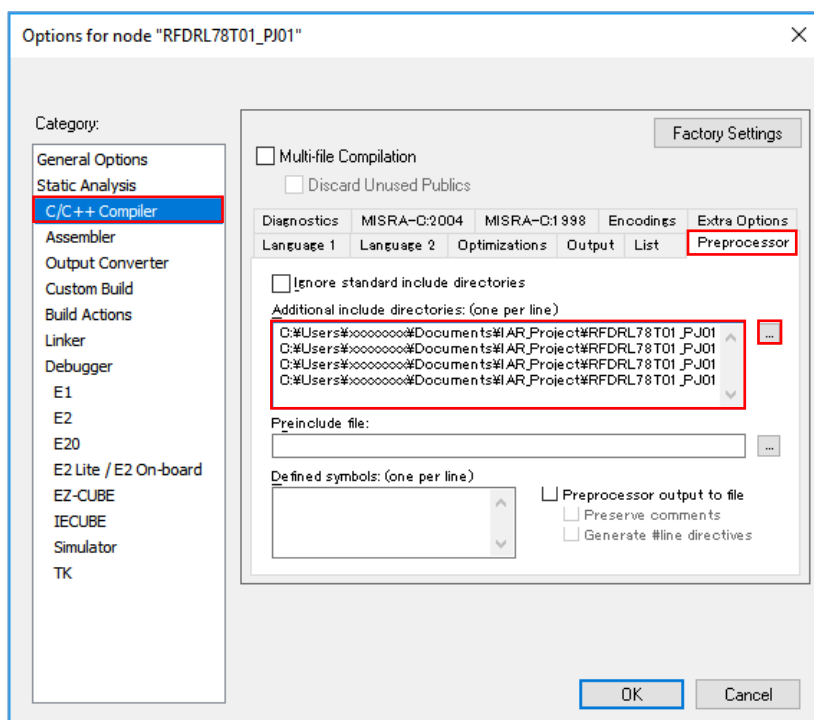 Options for node "RFDRL78T01_PJ01"
Category:
General Options
Static Analysis
C/C++ Compiler
Assembler
Output Converter
Custom Build
Build Actions
Linker
Debugger
E1
E2
E20
E2 Lite / E2 On-board
EZ-CUBE
IECUBE
Simulator
TK
Factory Settings
Multi-file Compilation
Discard Unused Publics
Diagnostics MISRA-C:2004 MISRA-C:1998 Encodings Extra Options
Language 1 Language 2 Optimizations Output List Preprocessor
Ignore standard include directories
Additional include directories: (one per line)
C:¥Users¥xxxxxxxx¥Documents¥IAR_Project¥RFDRL78T01_PJ01
C:¥Users¥xxxxxxxx¥Documents¥IAR_Project¥RFDRL78T01_PJ01
C:¥Users¥xxxxxxxx¥Documents¥IAR_Project¥RFDRL78T01_PJ01
C:¥Users¥xxxxxxxx¥Documents¥IAR_Project¥RFDRL78T01_PJ01
...
Preinclude file:
...
Defined symbols: (one per line)
Preprocessor output to file
Preserve comments
Generate #line directives
OK Cancel